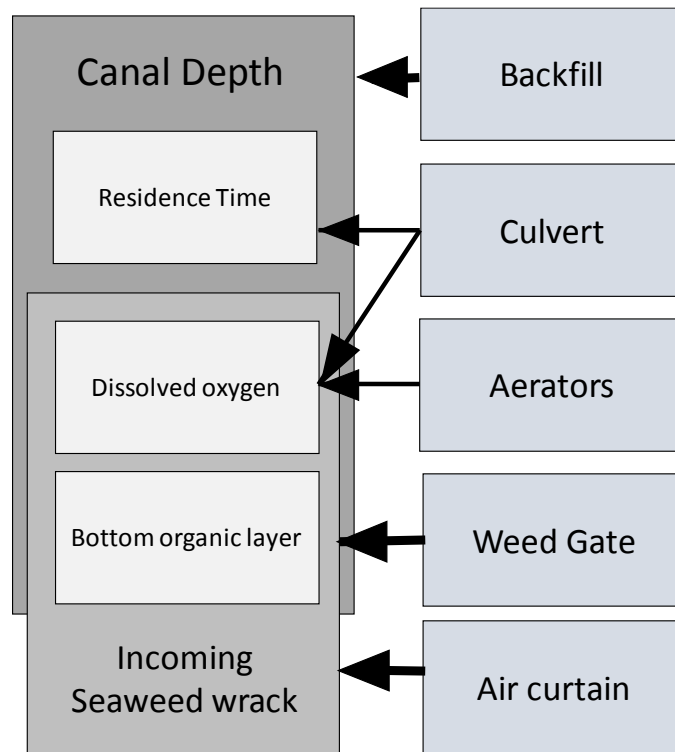 Canal Depth
Backfill
Residence Time
Culvert
Dissolved oxygen
Aerators
Bottom organic layer
Weed Gate
Incoming
Seaweed wrack
Air curtain